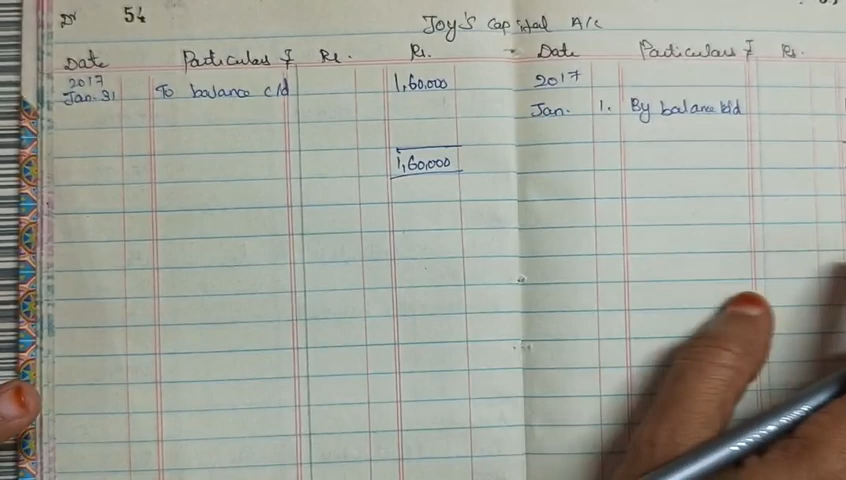 Dr 54 Joy's Capital A/c
Date Particulars F Rs. Rs. Date Particulars F Rs.
2017 2017
Jan. 31 To balance c/d 1,60,000
Jan. 1. By balance b/d
1,60,000